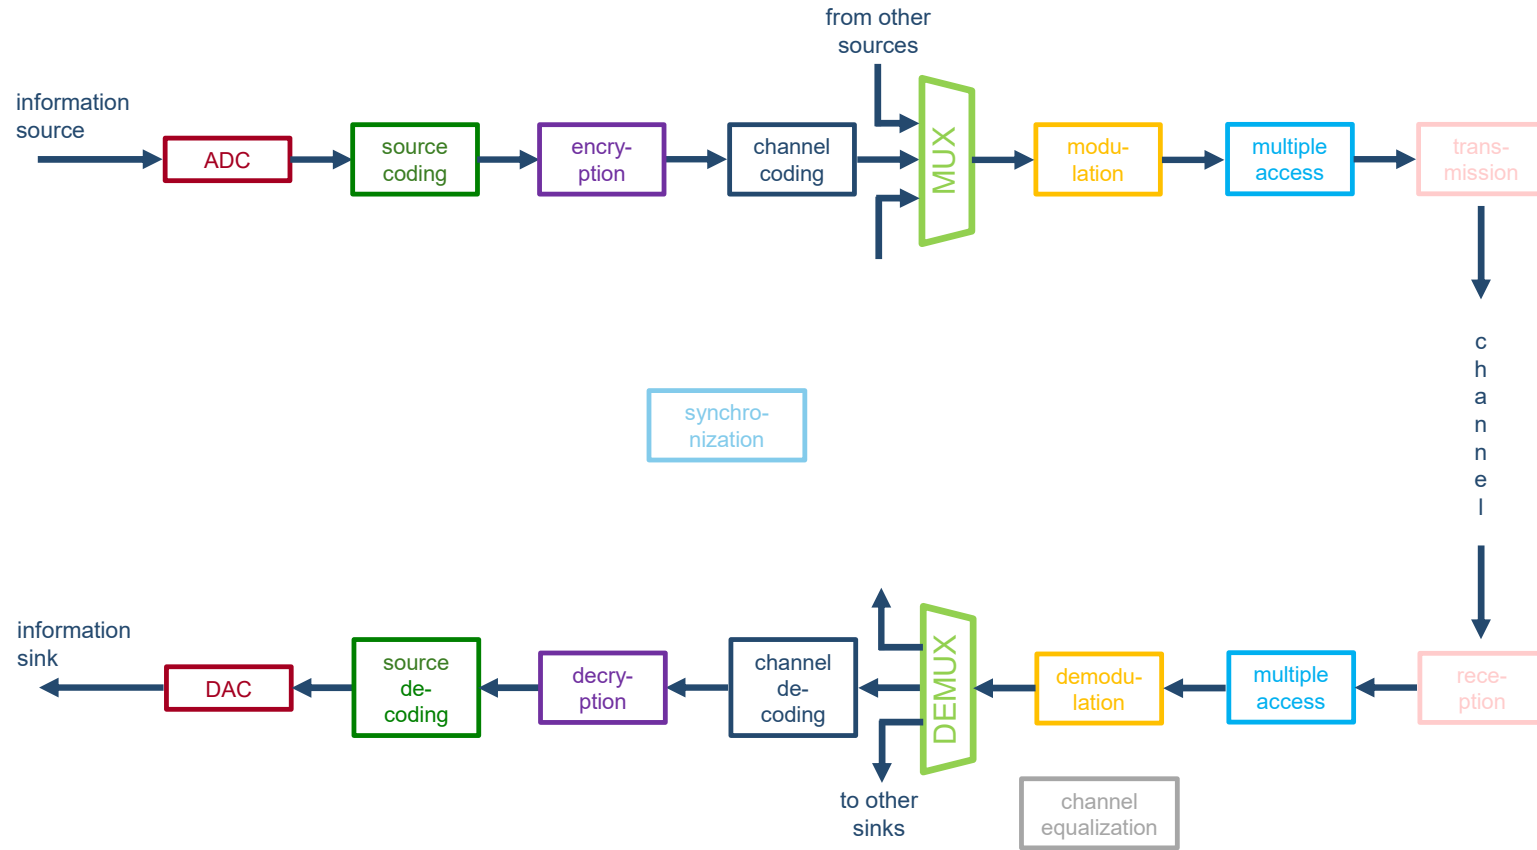 from other
sources
information
source
ADC
source
coding
encry-
ption
channel
coding
MUX
modu-
lation
multiple
access
trans-
mission
c
h
a
n
n
e
l
synchro-
nization
information
sink
DAC
source
de-
coding
decry-
ption
channel
de-
coding
DEMUX
demodu-
lation
multiple
access
rece-
ption
to other
sinks
channel
equalization